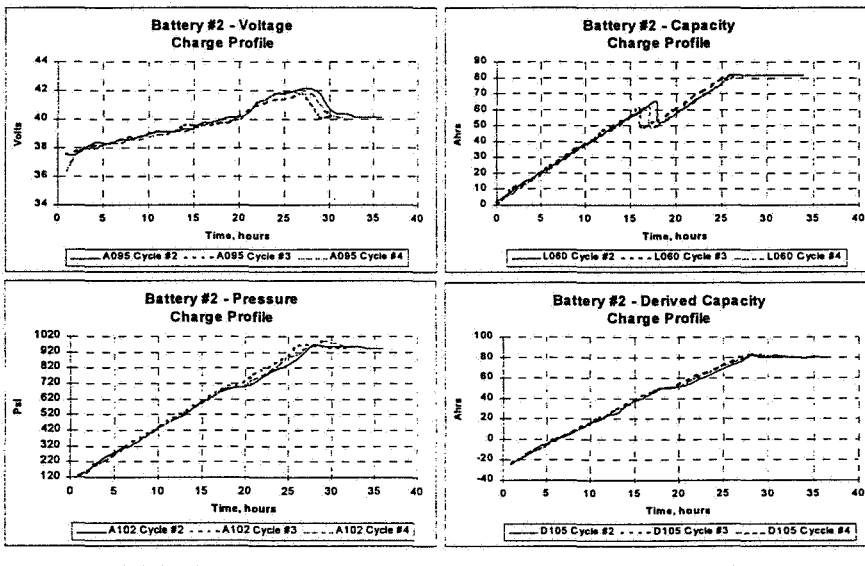 Battery #2 - Voltage
Charge Profile
44
42
40
38
36
34
Volts
0 5 10 15 20 25 30 35 40
Time, hours
A095 Cycle #2 A095 Cycle #3 A095 Cycle #4
Battery #2 - Capacity
Charge Profile
90
80
70
60
50
40
30
20
10
0
Ahrs
0 5 10 15 20 25 30 35 40
Time, hours
L060 Cycle #2 L060 Cycle #3 L060 Cycle #4
Battery #2 - Pressure
Charge Profile
1020
920
820
720
620
520
420
320
220
120
Psi
0 5 10 15 20 25 30 35 40
Time, hours
A102 Cycle #2 A102 Cycle #3 A102 Cycle #4
Battery #2 - Derived Capacity
Charge Profile
100
80
60
40
20
0
-20
-40
Ahrs
0 5 10 15 20 25 30 35 40
Time, hours
D105 Cycle #2 D105 Cycle #3 D105 Cyccle #4